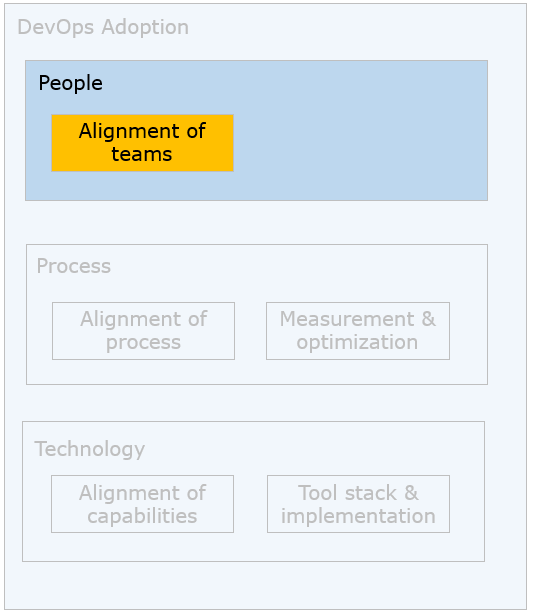 DevOps Adoption
People
Alignment of
teams
Process
Alignment of
process
Measurement &
optimization
Technology
Alignment of
capabilities
Tool stack &
implementation